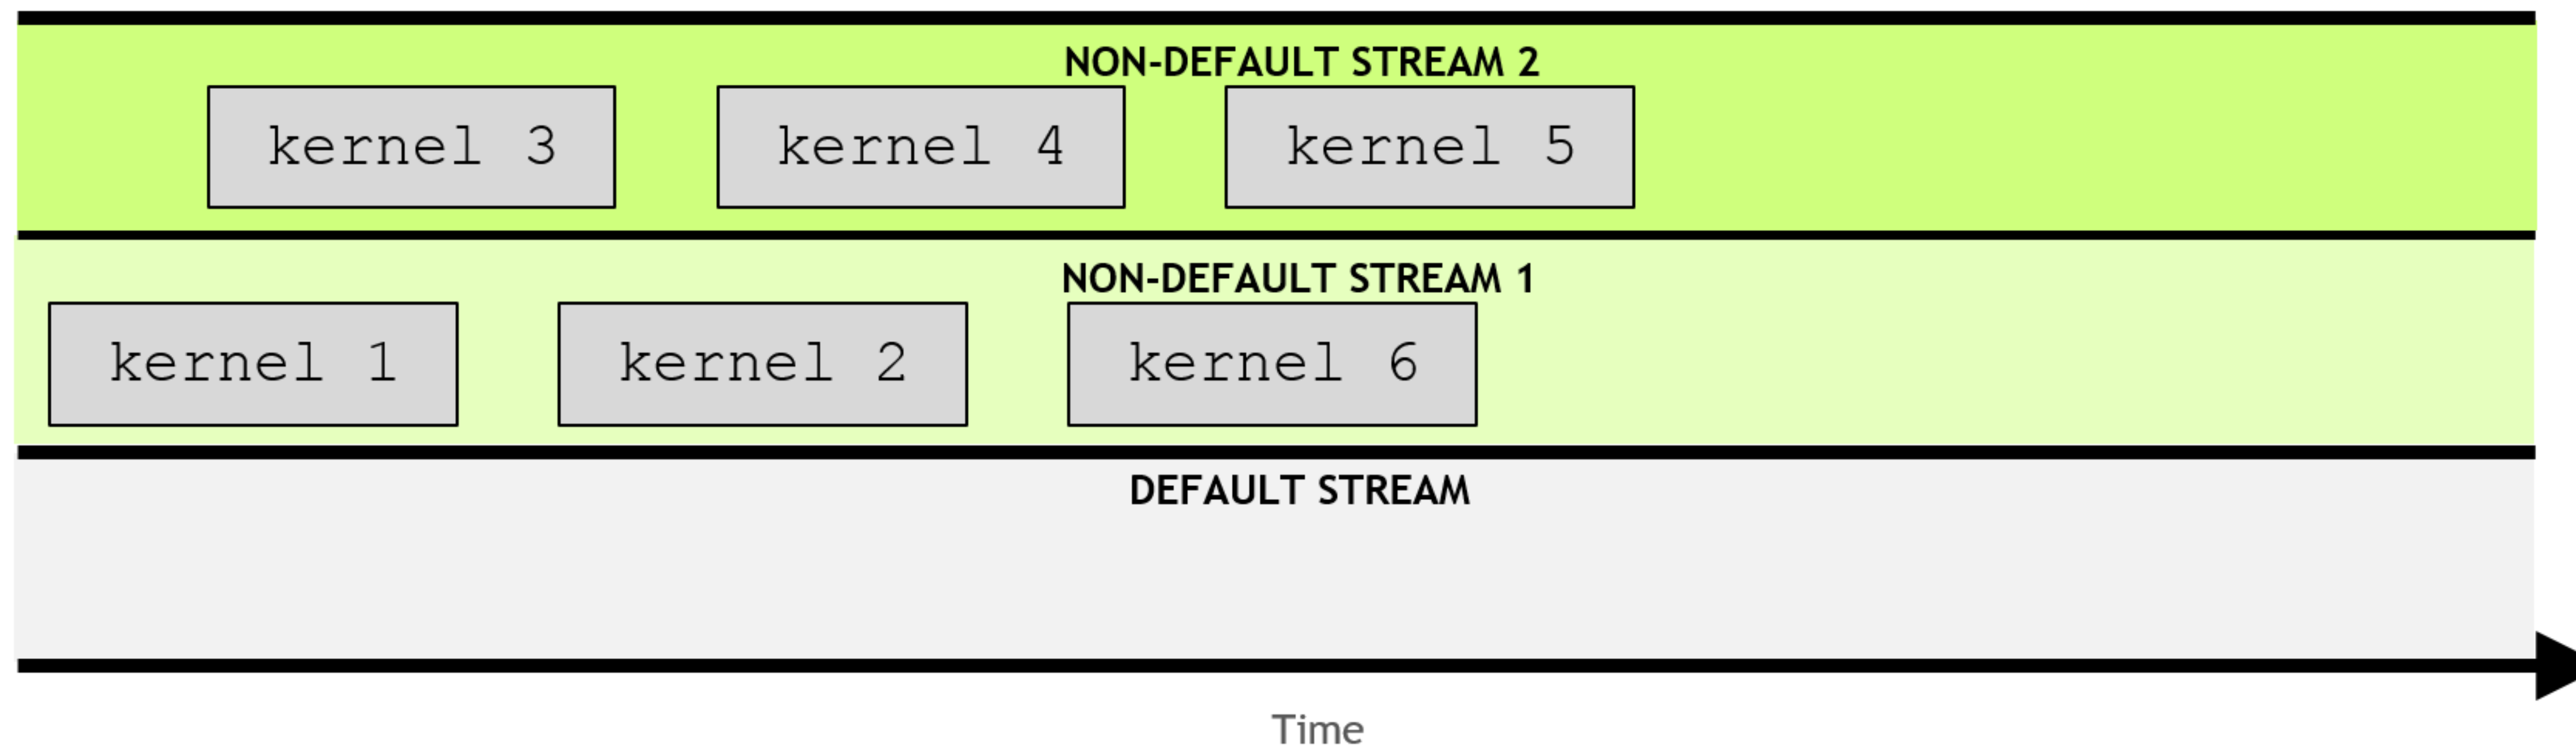 NON-DEFAULT STREAM 2
kernel 3
kernel 4
kernel 5
NON-DEFAULT STREAM 1
kernel 1
kernel 2
kernel 6
DEFAULT STREAM
Time